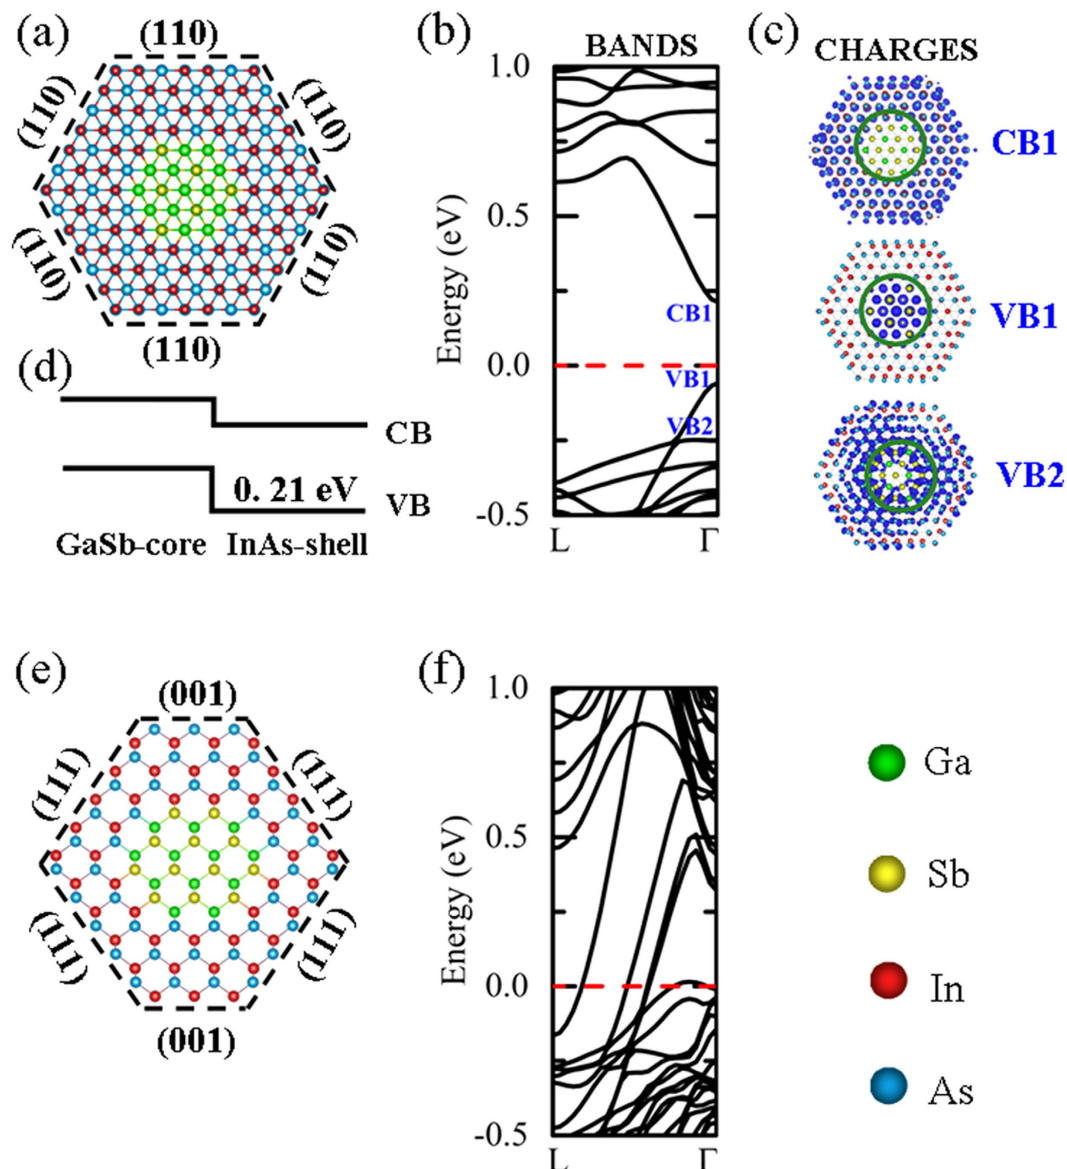 (a)
(110)
(110)
(110)
(110)
(110)
(110)
(b)
BANDS
1.0
0.5
0.0
-0.5
Energy (eV)
CB1
VB1
VB2
L
Γ
(c)
CHARGES
CB1
VB1
VB2
(d)
CB
0. 21 eV
VB
GaSb-core
InAs-shell
(e)
(001)
(111)
(111)
(111)
(111)
(001)
(f)
1.0
0.5
0.0
-0.5
Energy (eV)
L
Γ
Ga
Sb
In
As